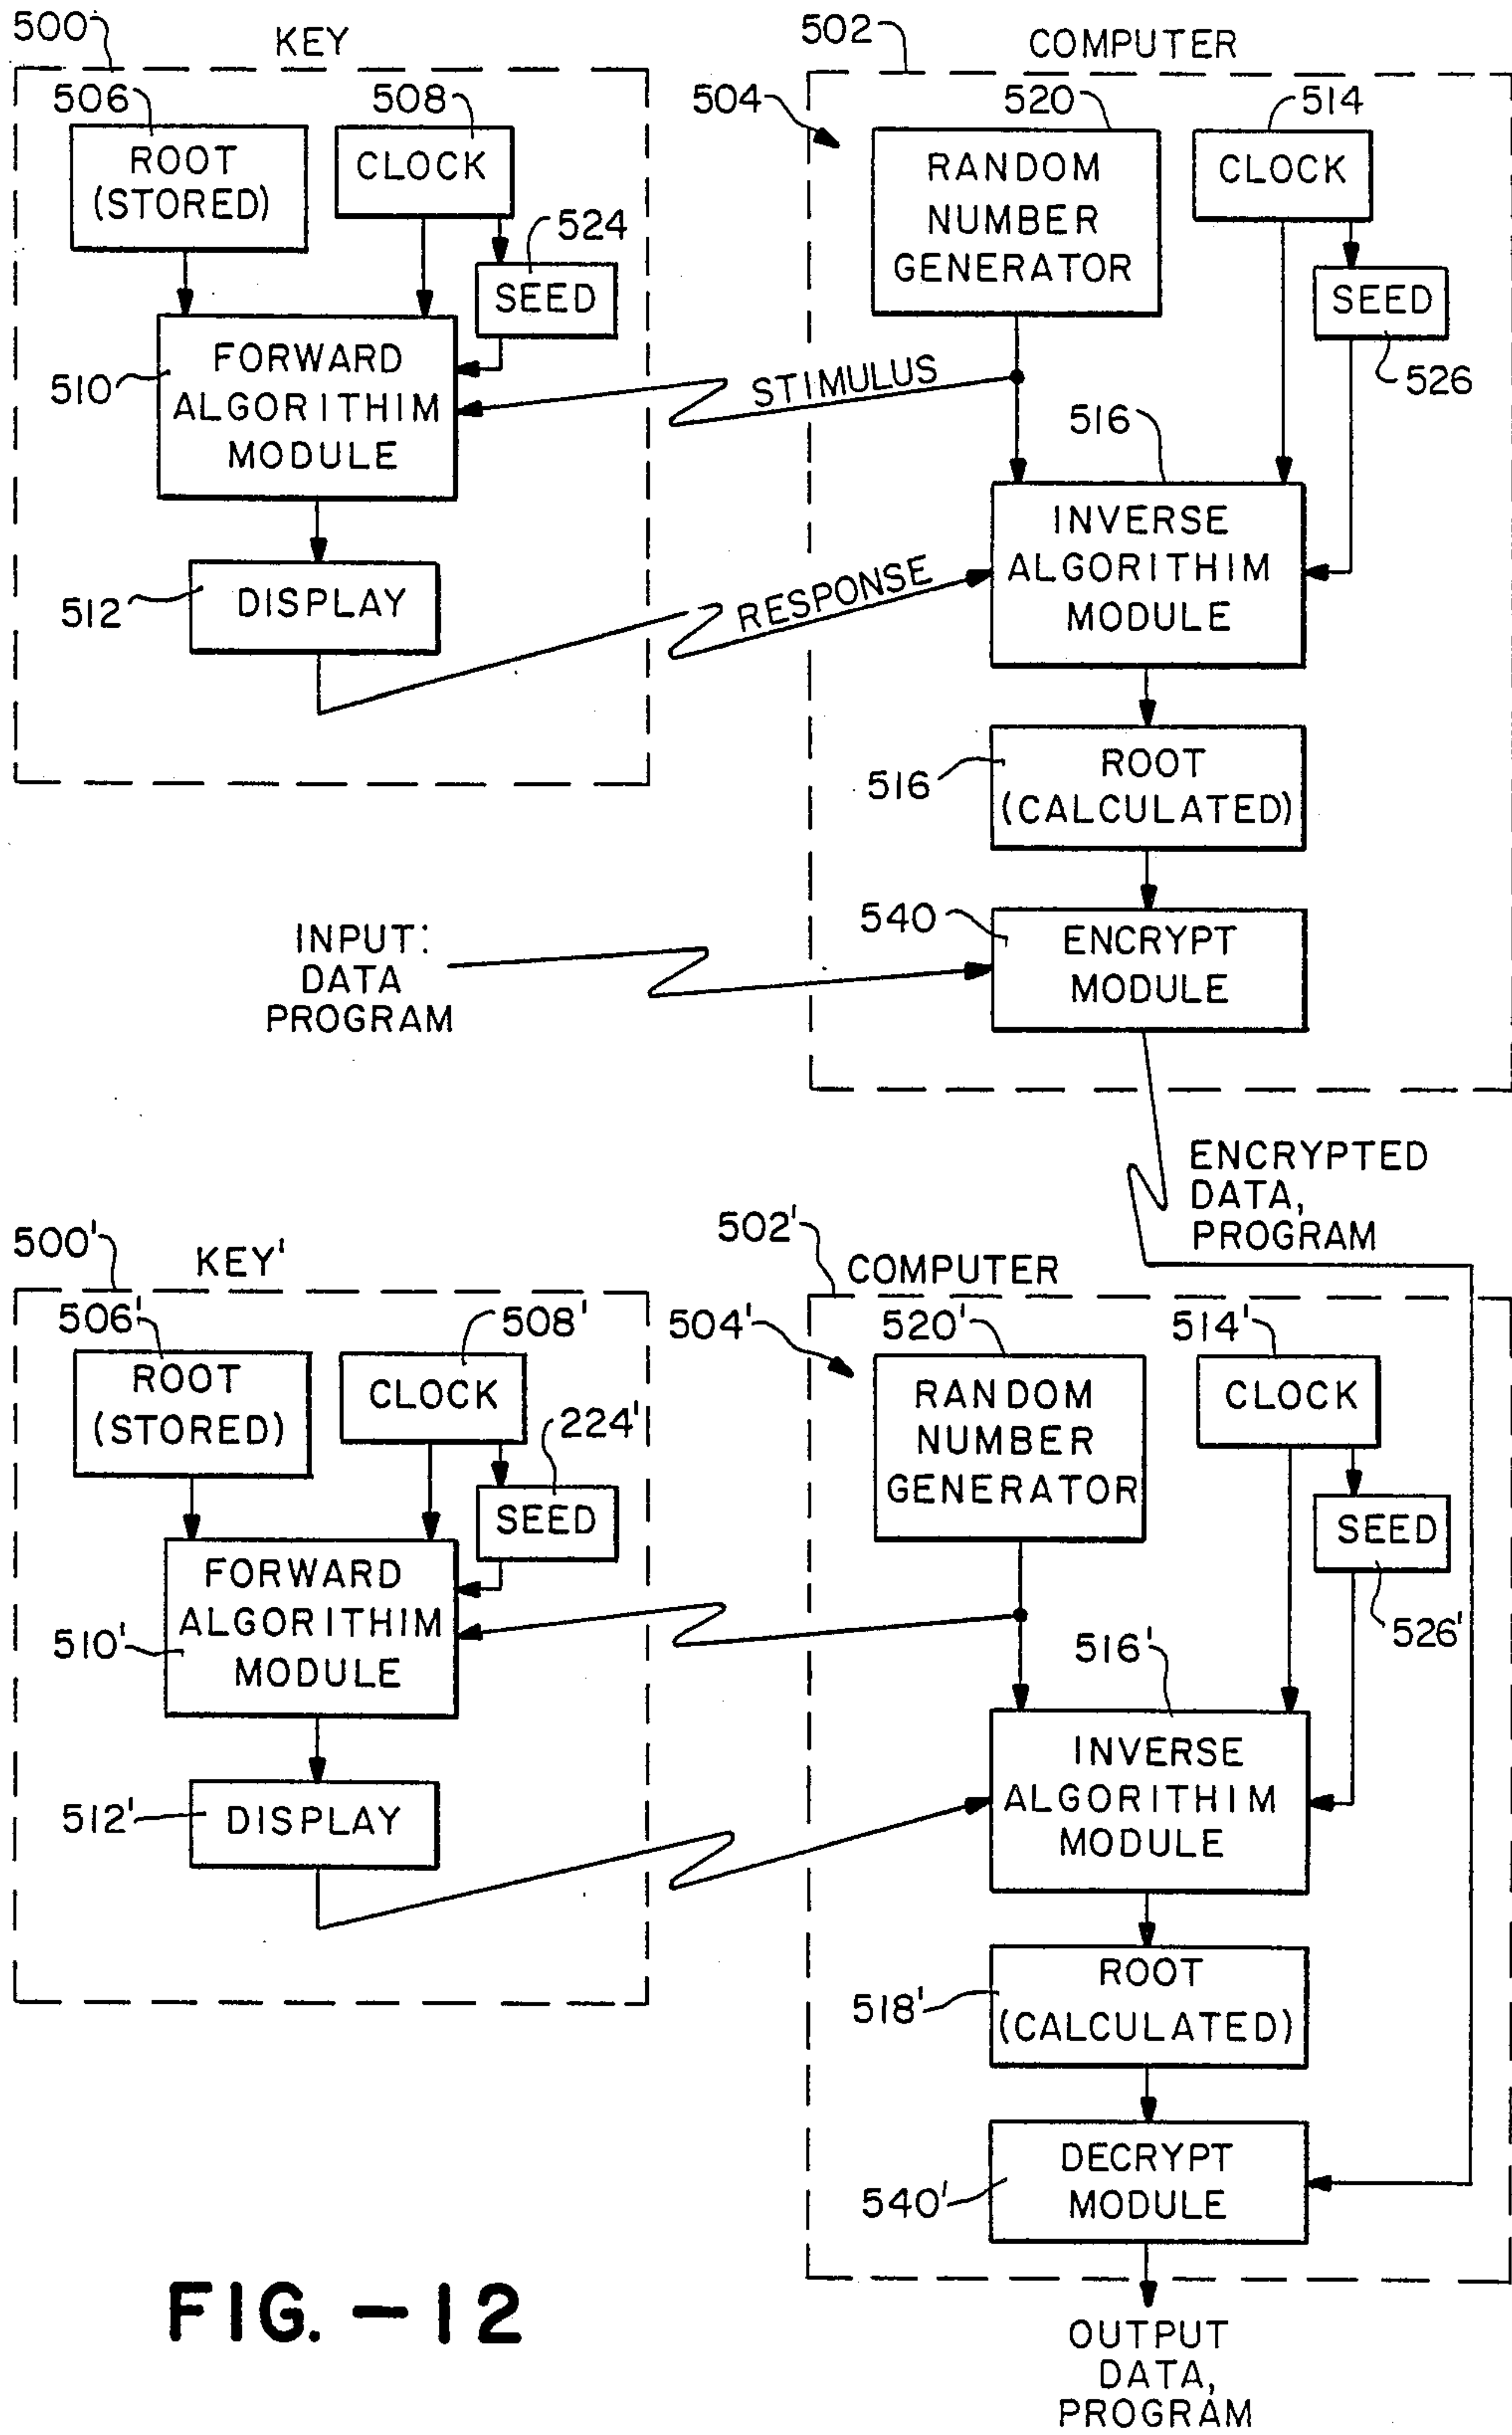 500
KEY
502
COMPUTER
506
508
504
520
514
ROOT
(STORED)
CLOCK
RANDOM
NUMBER
GENERATOR
CLOCK
524
SEED
SEED
526
510
FORWARD
ALGORITHIM
MODULE
STIMULUS
516
INVERSE
ALGORITHIM
MODULE
512
DISPLAY
RESPONSE
516
ROOT
(CALCULATED)
INPUT:
DATA
PROGRAM
540
ENCRYPT
MODULE
ENCRYPTED
DATA,
PROGRAM
500'
KEY'
502'
COMPUTER
506'
508'
504'
520'
514'
ROOT
(STORED)
CLOCK
RANDOM
NUMBER
GENERATOR
CLOCK
224'
SEED
SEED
526'
510'
FORWARD
ALGORITHIM
MODULE
516'
INVERSE
ALGORITHIM
MODULE
512'
DISPLAY
518'
ROOT
(CALCULATED)
540'
DECRYPT
MODULE
FIG.-12
OUTPUT
DATA,
PROGRAM